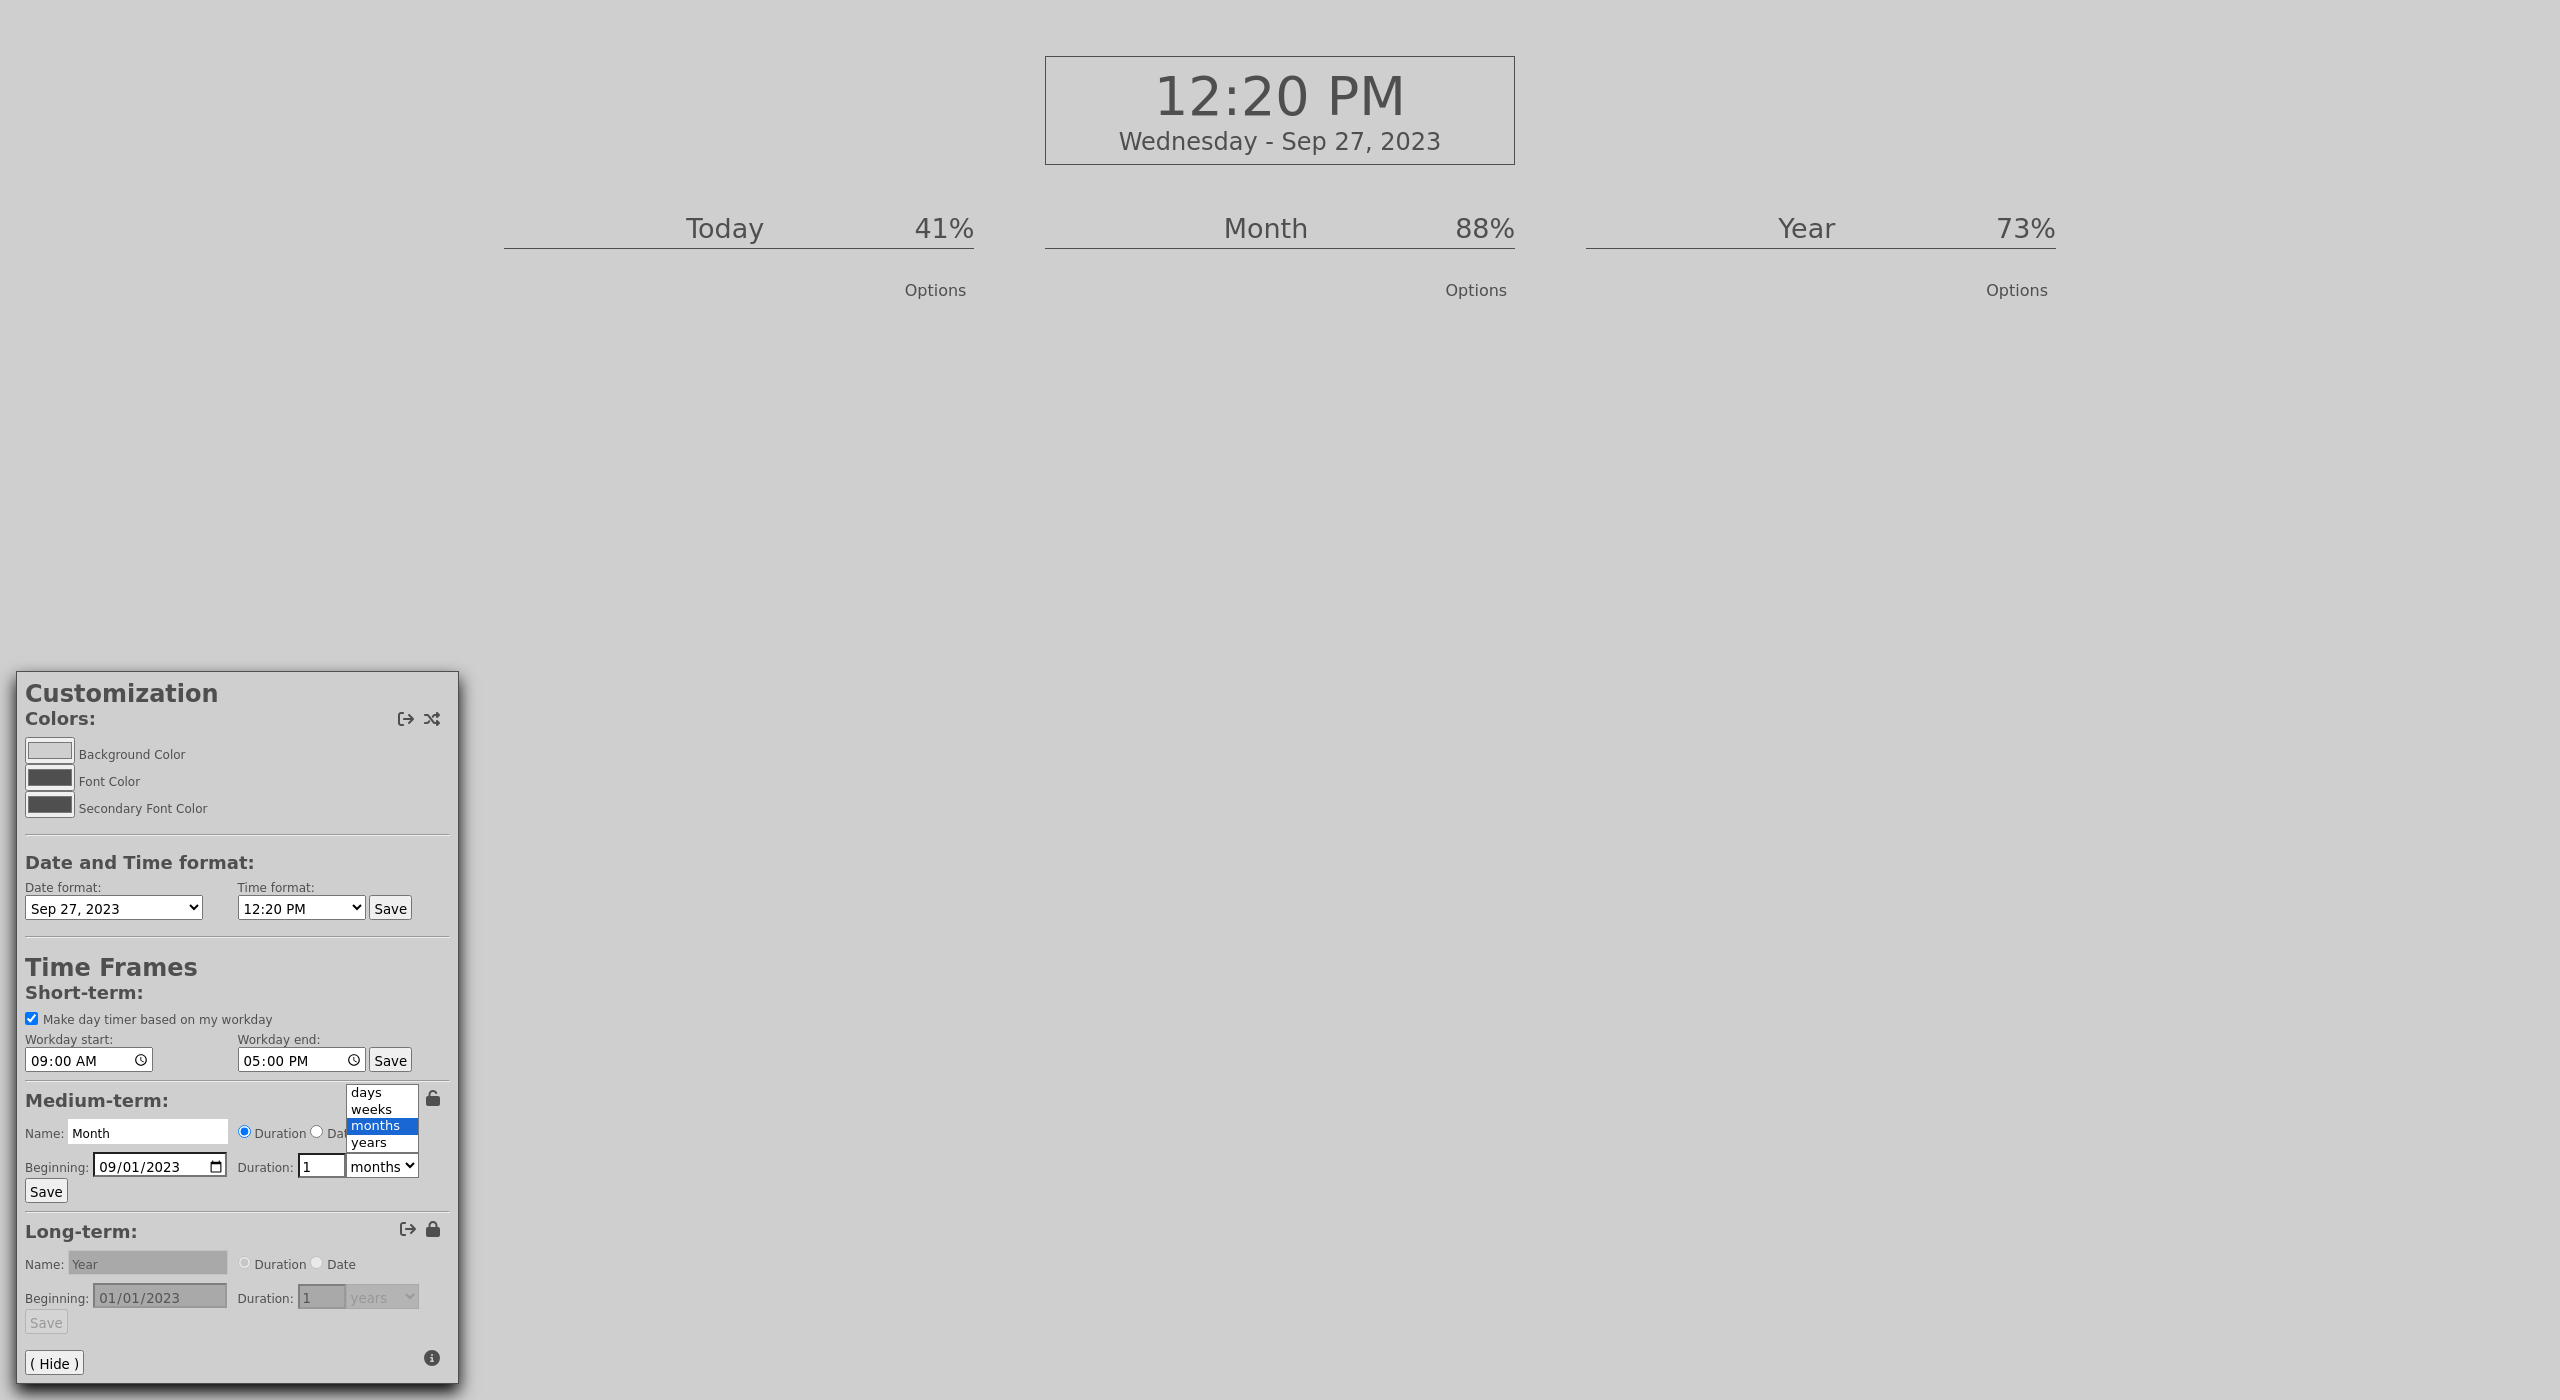 12:20 PM
Wednesday - Sep 27, 2023
Today 41%
Month 88%
Year 73%
Options
Options
Options
Customization
Colors:
Background Color
Font Color
Secondary Font Color
Date and Time format:
Date format: Time format:
Sep 27, 2023 12:20 PM Save
Time Frames
Short-term:
Make day timer based on my workday
Workday start: Workday end:
09:00 AM 05:00 PM Save
days
Medium-term:
weeks
months
years
Name: Month Duration
Beginning: 09/01/2023 Duration: 1 months
Save
Long-term:
Name: Year Duration Date
Beginning: 01/01/2023 Duration: 1 years
Save
( Hide )